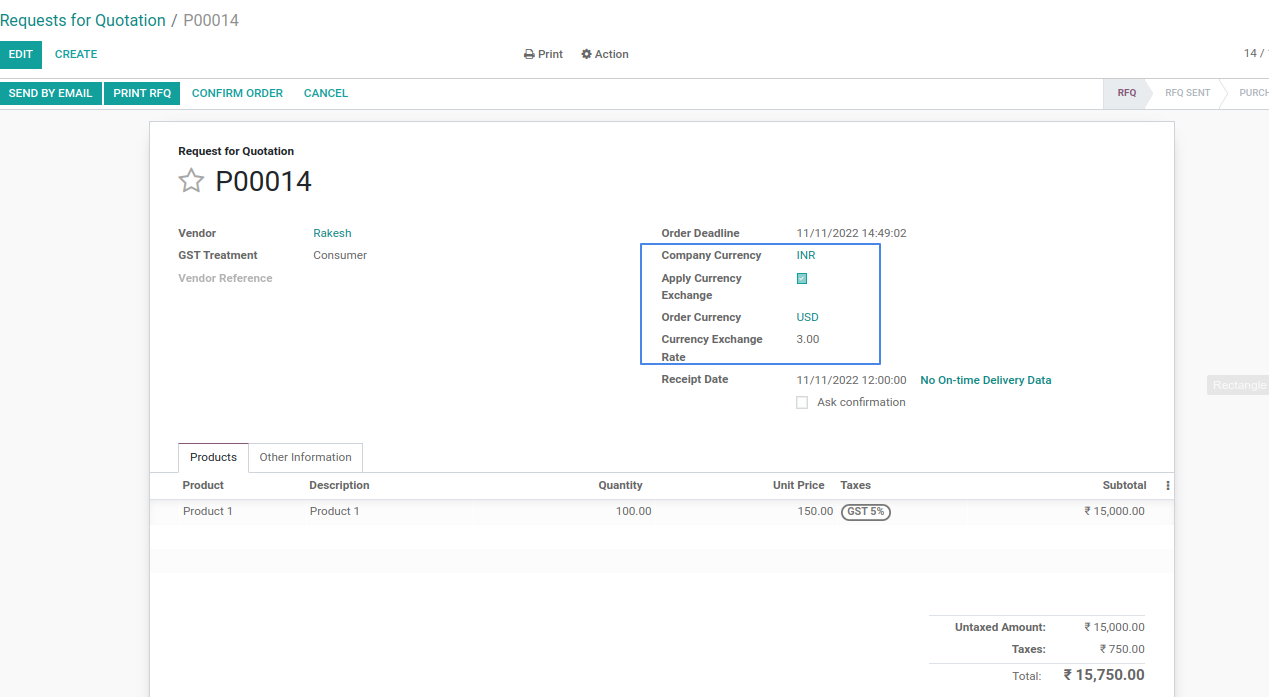 Requests for Quotation / P00014
EDIT CREATE Print Action 14 /
SEND BY EMAIL PRINT RFQ CONFIRM ORDER CANCEL RFQ RFQ SENT PURCH
Request for Quotation
P00014
Vendor Rakesh
GST Treatment Consumer
Vendor Reference
Order Deadline 11/11/2022 14:49:02
Company Currency INR
Apply Currency
Exchange
Order Currency USD
Currency Exchange 3.00
Rate
Receipt Date 11/11/2022 12:00:00 No On-time Delivery Data
Ask confirmation
Rectangle
Products Other Information
Product Description Quantity Unit Price Taxes Subtotal
Product 1 Product 1 100.00 150.00 GST 5% ₹ 15,000.00
Untaxed Amount: ₹ 15,000.00
Taxes: ₹ 750.00
Total: ₹ 15,750.00